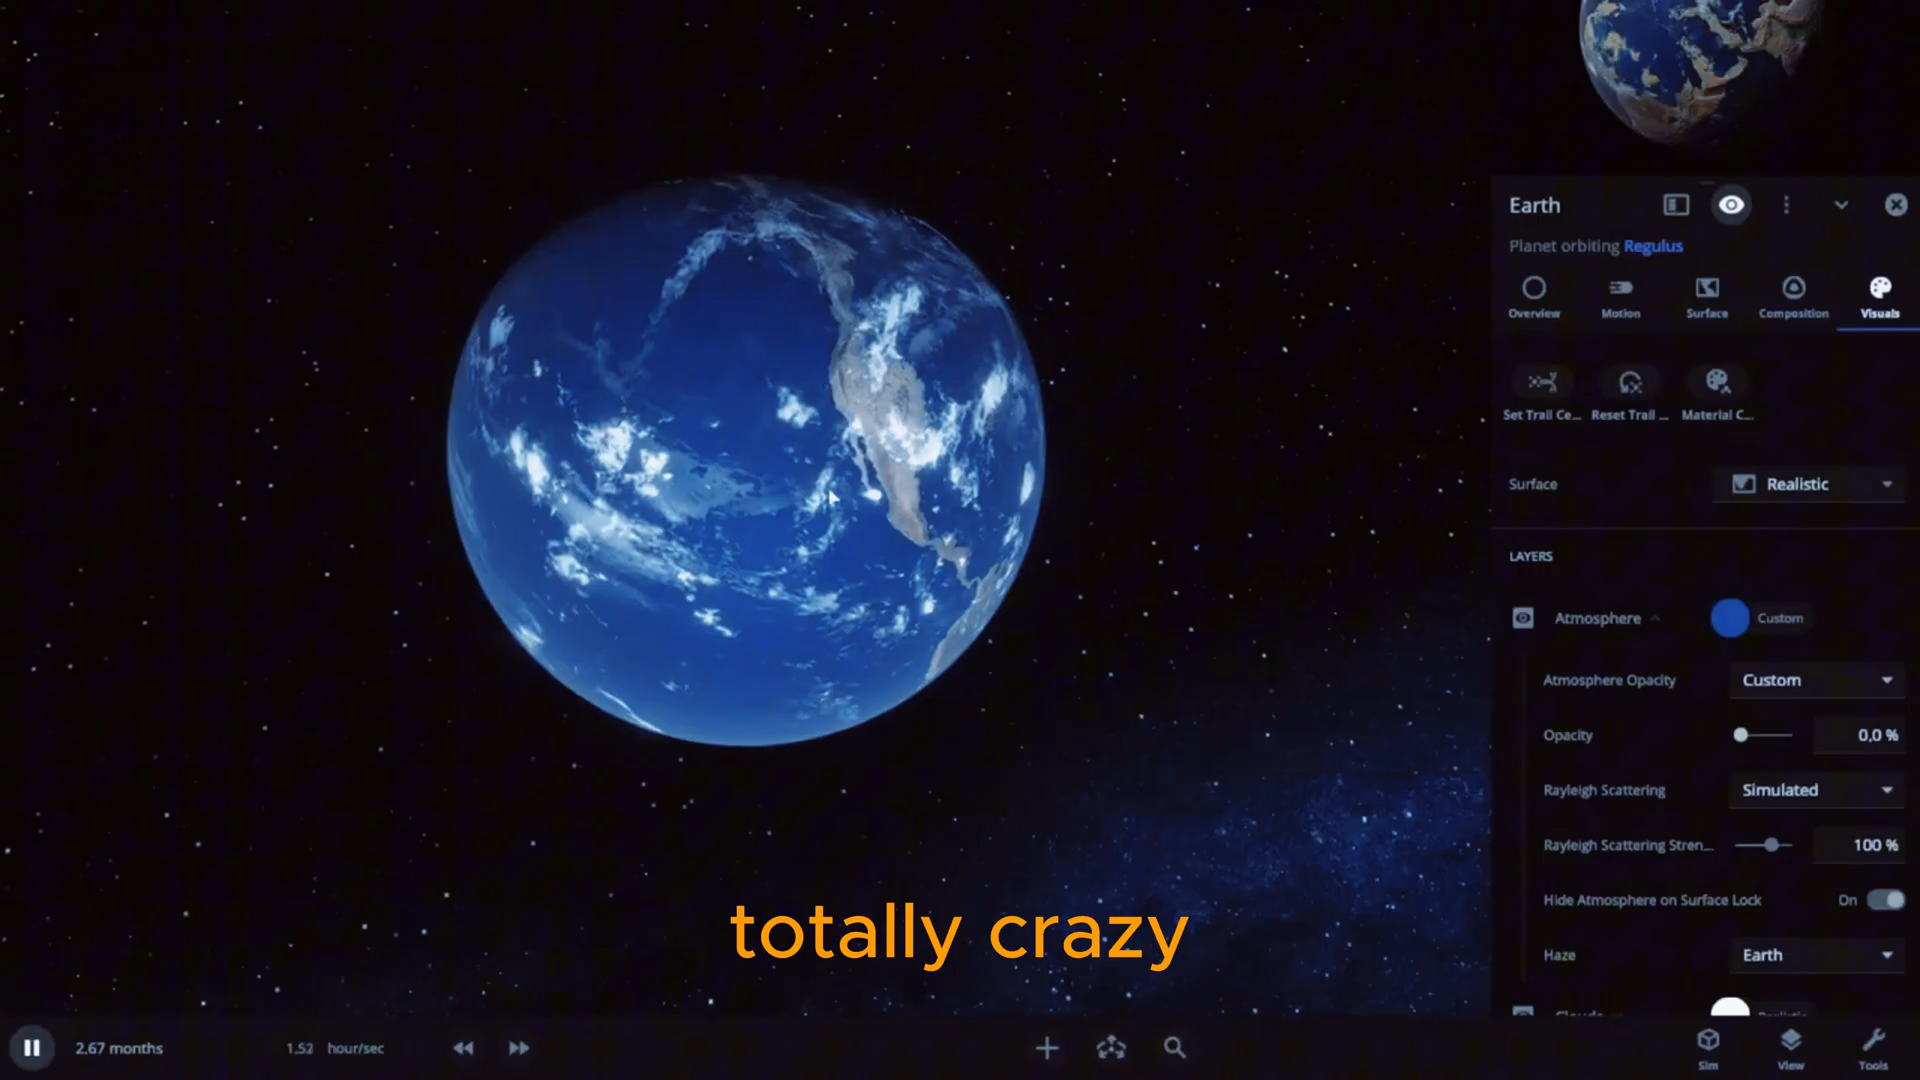 Earth
Planet orbiting Regulus
Overview Motion Surface Composition Visuals
Set Trail Ce... Reset Trail ... Material C...
Surface Realistic
LAYERS
Atmosphere Custom
Atmosphere Opacity Custom
Opacity 0,0 %
Rayleigh Scattering Simulated
Rayleigh Scattering Stren... 100 %
Hide Atmosphere on Surface Lock On
Haze Earth
totally crazy
2,67 months 1,52 hour/sec
Sim View Tools